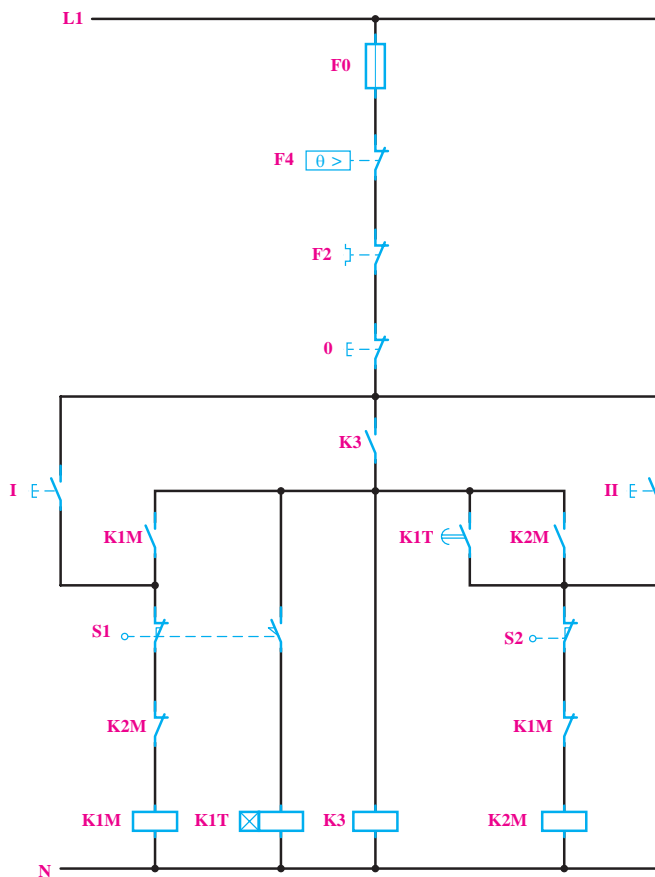 L1
F0
F4 θ >
F2
0
K3
I II
K1M K1T K2M
S1 S2
K2M K1M
K1M K1T K3 K2M
N